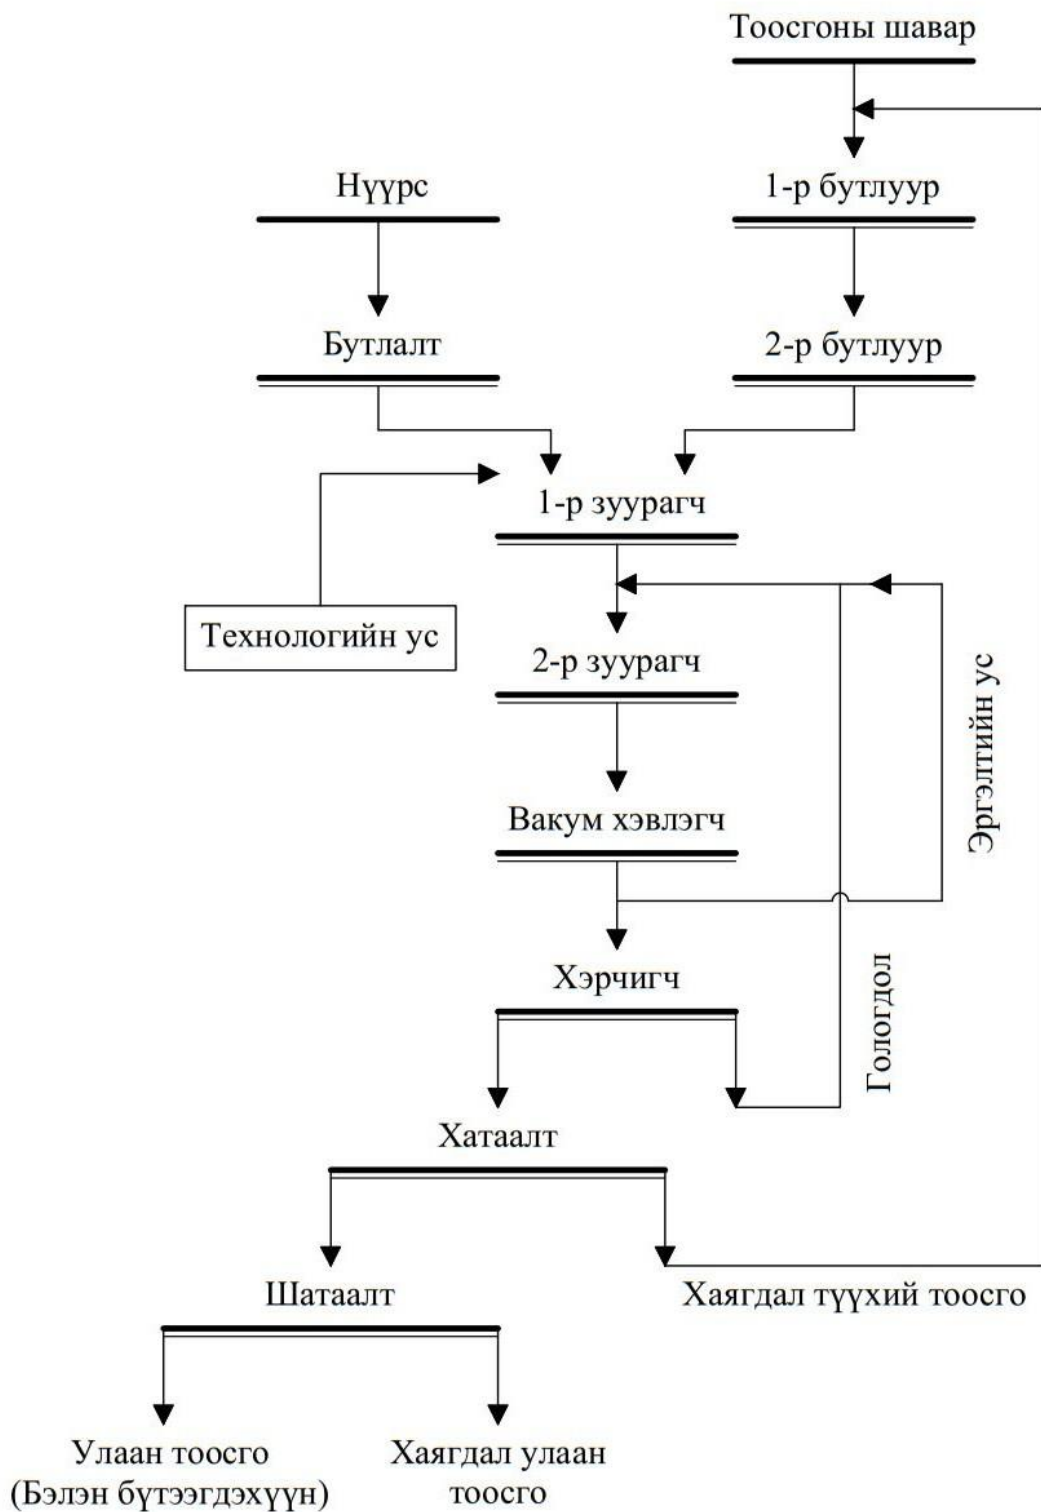 Тоосгоны шавар
Нүүрс
1-р бутлуур
Бутлалт
2-р бутлуур
1-р зуурагч
Технологийн ус
2-р зуурагч
Эргэлтийн ус
Вакум хэвлэгч
Хэрчигч
Гологдол
Хатаалт
Шатаалт
Хаягдал түүхий тоосго
Улаан тоосго
(Бэлэн бүтээгдэхүүн)
Хаягдал улаан
тоосго